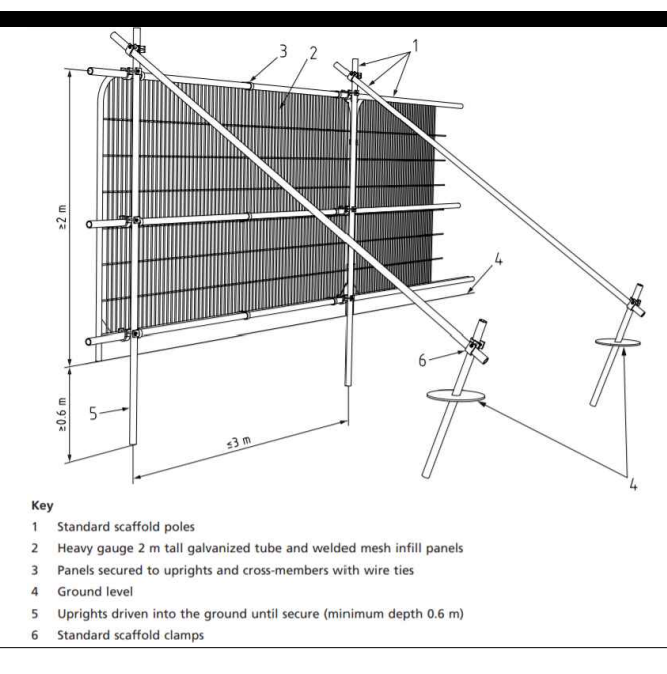 3
2
1
≥2 m
4
6
≥0.6 m
5
≤3 m
4
Key
1 Standard scaffold poles
2 Heavy gauge 2 m tall galvanized tube and welded mesh infill panels
3 Panels secured to uprights and cross-members with wire ties
4 Ground level
5 Uprights driven into the ground until secure (minimum depth 0.6 m)
6 Standard scaffold clamps